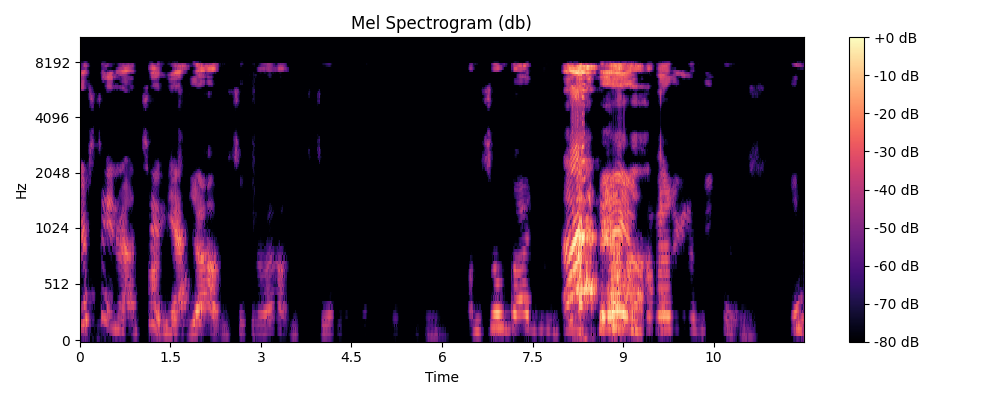 Mel Spectrogram (db)
8192
4096
2048
1024
512
0
Hz
0 1.5 3 4.5 6 7.5 9 10
Time
+0 dB
-10 dB
-20 dB
-30 dB
-40 dB
-50 dB
-60 dB
-70 dB
-80 dB